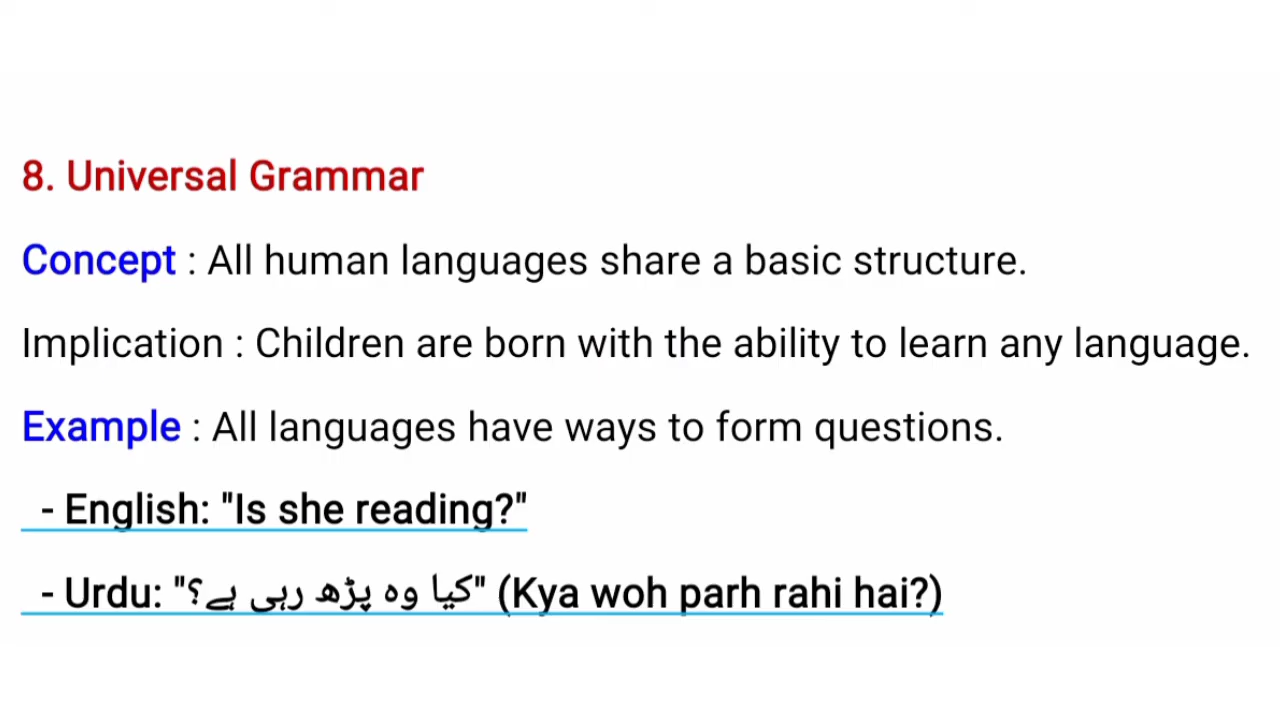 8. Universal Grammar
Concept : All human languages share a basic structure.
Implication : Children are born with the ability to learn any language.
Example : All languages have ways to form questions.
- English: "Is she reading?"
- Urdu: "کیا وہ پڑھ رہی ہے؟" (Kya woh parh rahi hai?)